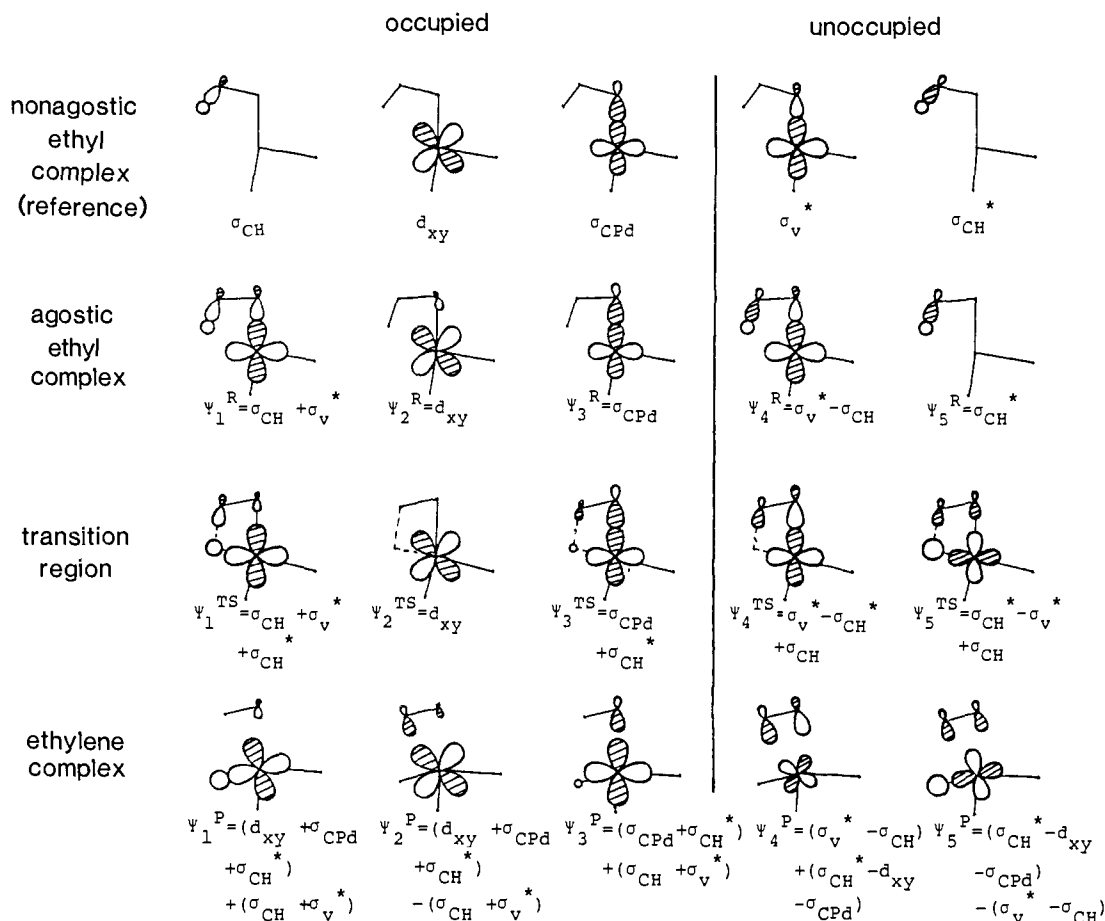 occupied unoccupied
nonagostic
ethyl
complex
(reference)
σCH dxy σCPd σv* σCH*
agostic
ethyl
complex
Ψ1R=σCH +σv* Ψ2R=dxy Ψ3R=σCPd Ψ4R=σv*-σCH Ψ5R=σCH*
transition
region
Ψ1TS=σCH +σv* Ψ2TS=dxy Ψ3TS=σCPd Ψ4TS=σv*-σCH* Ψ5TS=σCH*-σv*
+σCH* +σCH* +σCH +σCH
ethylene
complex
Ψ1P=(dxy +σCPd Ψ2P=(dxy +σCPd Ψ3P=(σCPd+σCH*) Ψ4P=(σv* -σCH) Ψ5P=(σCH*-dxy
+σCH*) +σCH*) +(σCH +σv*) +(σCH*-dxy -σCPd)
+(σCH +σv*) -(σCH +σv*) -σCPd) -(σv* -σCH)